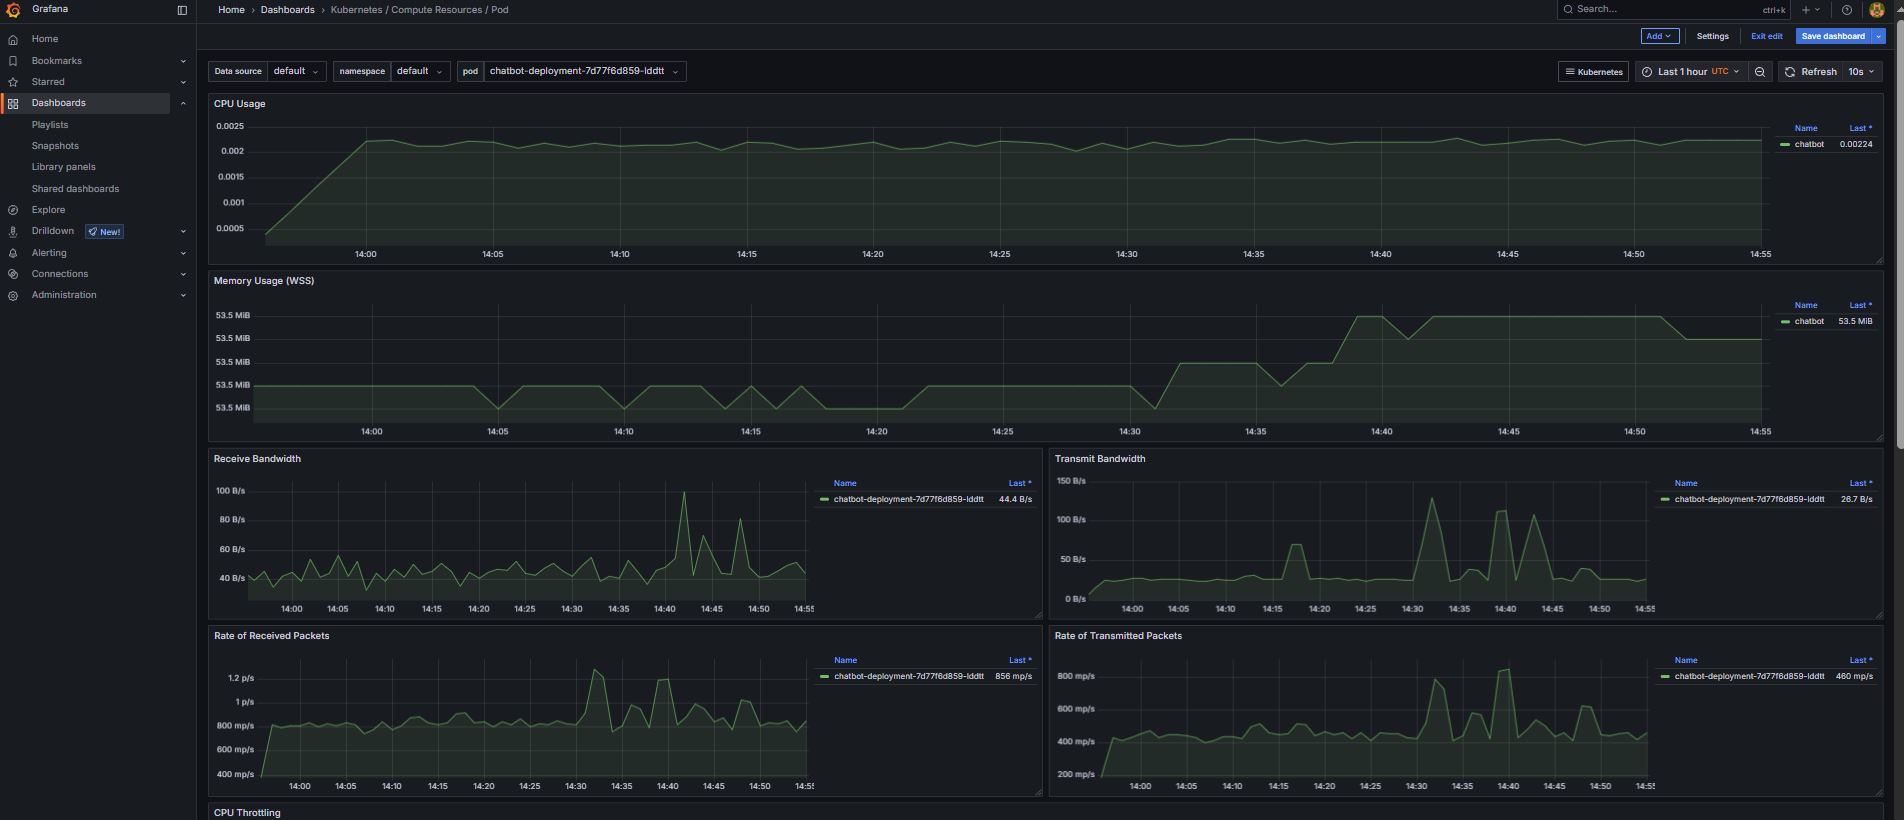 Grafana
Home › Dashboards › Kubernetes / Compute Resources / Pod
Search... ctrl+k
Home
Bookmarks
Starred
Dashboards
Playlists
Snapshots
Library panels
Shared dashboards
Explore
Drilldown New!
Alerting
Connections
Administration
Add Settings Exit edit Save dashboard
Data source default namespace default pod chatbot-deployment-7d77f6d859-lddtt
Kubernetes Last 1 hour UTC Refresh 10s
CPU Usage
0.0025
0.002
0.0015
0.001
0.0005
14:00 14:05 14:10 14:15 14:20 14:25 14:30 14:35 14:40 14:45 14:50 14:55
Name Last *
chatbot 0.00224
Memory Usage (WSS)
53.5 MiB
53.5 MiB
53.5 MiB
53.5 MiB
53.5 MiB
14:00 14:05 14:10 14:15 14:20 14:25 14:30 14:35 14:40 14:45 14:50 14:55
Name Last *
chatbot 53.5 MiB
Receive Bandwidth
100 B/s
80 B/s
60 B/s
40 B/s
14:00 14:05 14:10 14:15 14:20 14:25 14:30 14:35 14:40 14:45 14:50 14:55
Name Last *
chatbot-deployment-7d77f6d859-lddtt 44.4 B/s
Transmit Bandwidth
150 B/s
100 B/s
50 B/s
0 B/s
14:00 14:05 14:10 14:15 14:20 14:25 14:30 14:35 14:40 14:45 14:50 14:55
Name Last *
chatbot-deployment-7d77f6d859-lddtt 26.7 B/s
Rate of Received Packets
1.2 p/s
1 p/s
800 mp/s
600 mp/s
400 mp/s
14:00 14:05 14:10 14:15 14:20 14:25 14:30 14:35 14:40 14:45 14:50 14:55
Name Last *
chatbot-deployment-7d77f6d859-lddtt 856 mp/s
Rate of Transmitted Packets
800 mp/s
600 mp/s
400 mp/s
200 mp/s
14:00 14:05 14:10 14:15 14:20 14:25 14:30 14:35 14:40 14:45 14:50 14:55
Name Last *
chatbot-deployment-7d77f6d859-lddtt 460 mp/s
CPU Throttling